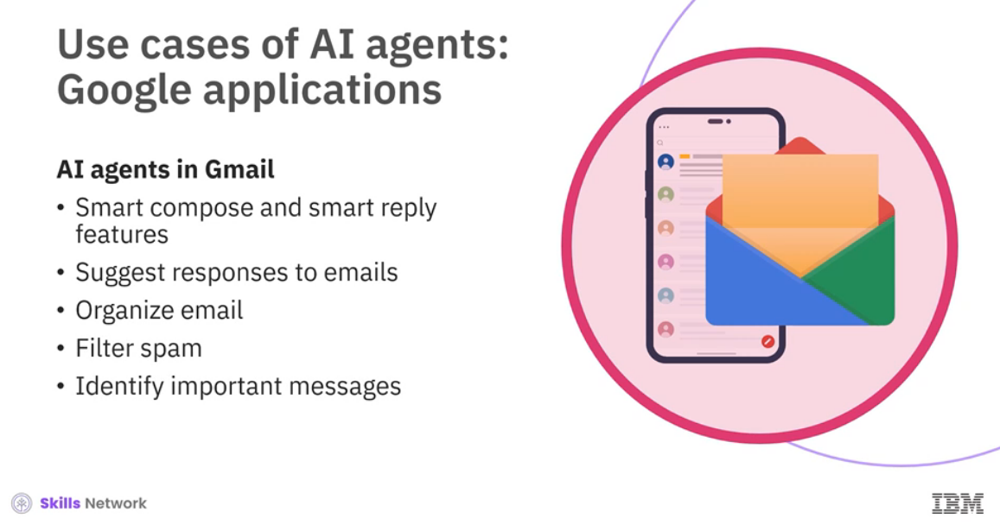 Use cases of AI agents:
Google applications
AI agents in Gmail
• Smart compose and smart reply
features
• Suggest responses to emails
• Organize email
• Filter spam
• Identify important messages
Skills Network
IBM